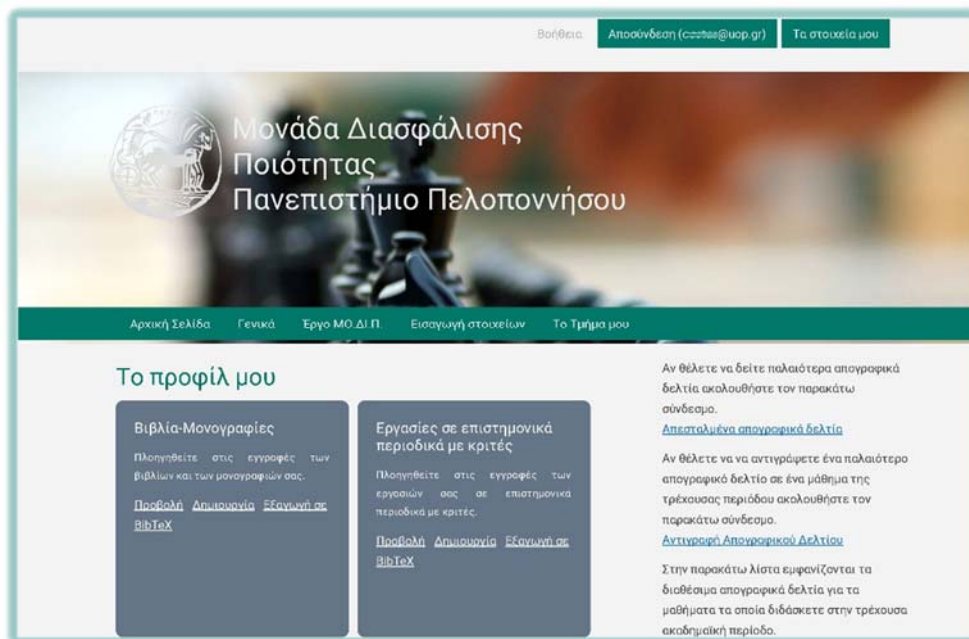 Βοήθεια Αποσύνδεση (costas@uop.gr) Τα στοιχεία μου
Μονάδα Διασφάλισης
Ποιότητας
Πανεπιστήμιο Πελοποννήσου
Αρχική Σελίδα Γενικά Έργο ΜΟ.ΔΙ.Π. Εισαγωγή στοιχείων Το Τμήμα μου
Το προφίλ μου
Βιβλία-Μονογραφίες
Πλοηγηθείτε στις εγγραφές των
βιβλίων και των μονογραφιών σας.
Προβολή Δημιουργία Εξαγωγή σε
BibTeX
Εργασίες σε επιστημονικά
περιοδικά με κριτές
Πλοηγηθείτε στις εγγραφές των
εργασιών σας σε επιστημονικά
περιοδικά με κριτές.
Προβολή Δημιουργία Εξαγωγή σε
BibTeX
Αν θέλετε να δείτε παλαιότερα απογραφικά
δελτία ακολουθήστε τον παρακάτω
σύνδεσμο.
Απεσταλμένα απογραφικά δελτία
Αν θέλετε να να αντιγράψετε ένα παλαιότερο
απογραφικό δελτίο σε ένα μάθημα της
τρέχουσας περιόδου ακολουθήστε τον
παρακάτω σύνδεσμο.
Αντιγραφή Απογραφικού Δελτίου
Στην παρακάτω λίστα εμφανίζονται τα
διαθέσιμα απογραφικά δελτία για τα
μαθήματα τα οποία διδάσκετε στην τρέχουσα
ακαδημαϊκή περίοδο.